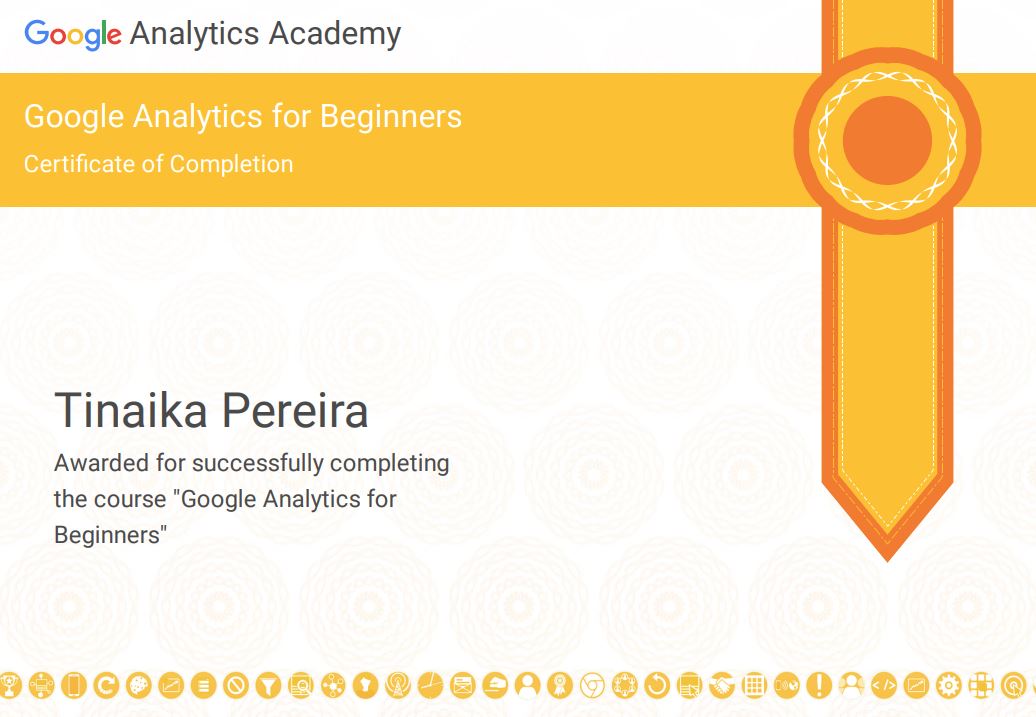 Google Analytics Academy
Google Analytics for Beginners
Certificate of Completion
Tinaika Pereira
Awarded for successfully completing
the course "Google Analytics for
Beginners"